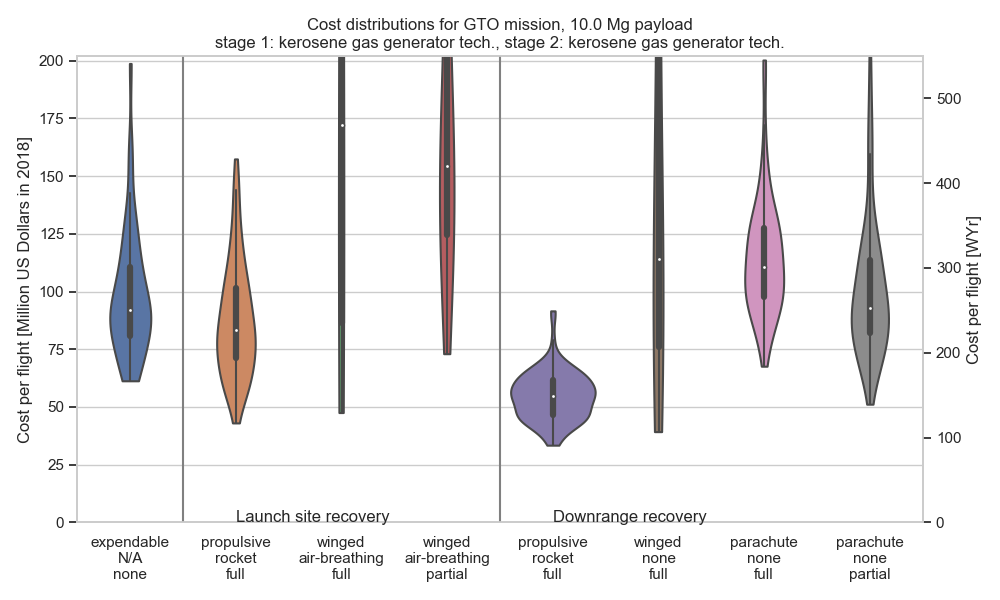 Cost distributions for GTO mission, 10.0 Mg payload
stage 1: kerosene gas generator tech., stage 2: kerosene gas generator tech.
Cost per flight [Million US Dollars in 2018]
200
175
150
125
100
75
50
25
0
Launch site recovery
Downrange recovery
500
400
300
200
100
0
Cost per flight [WYr]
expendable
N/A
none
propulsive
rocket
full
winged
air-breathing
full
winged
air-breathing
partial
propulsive
rocket
full
winged
none
full
parachute
none
full
parachute
none
partial